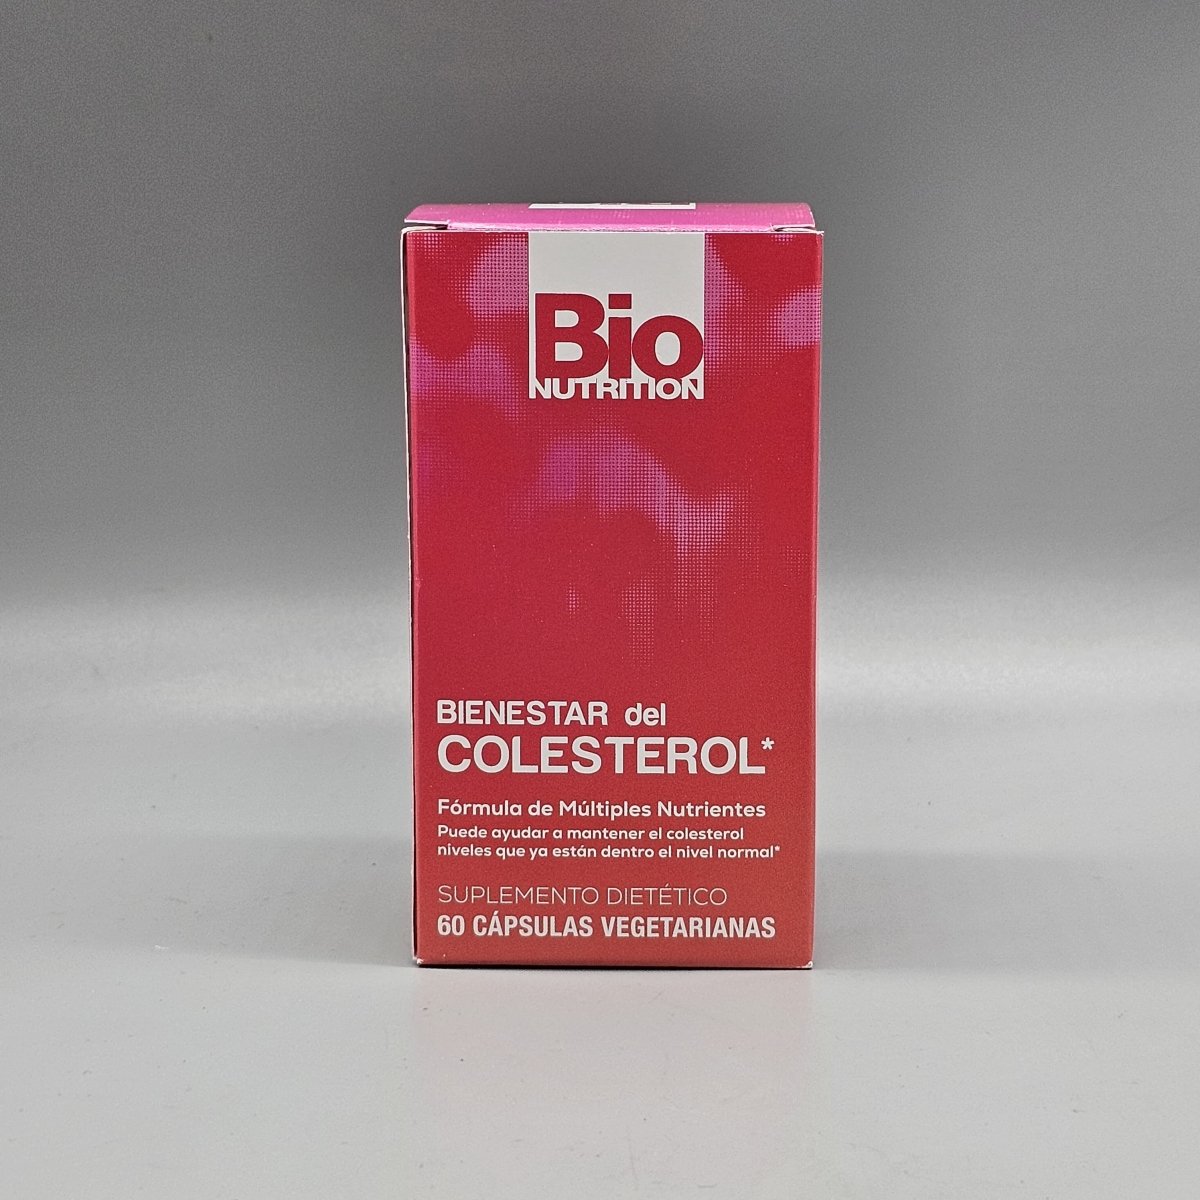 Bio
NUTRITION
BIENESTAR del
COLESTEROL*
Fórmula de Múltiples Nutrientes
Puede ayudar a mantener el colesterol
niveles que ya están dentro el nivel normal*
SUPLEMENTO DIETÉTICO
60 CÁPSULAS VEGETARIANAS